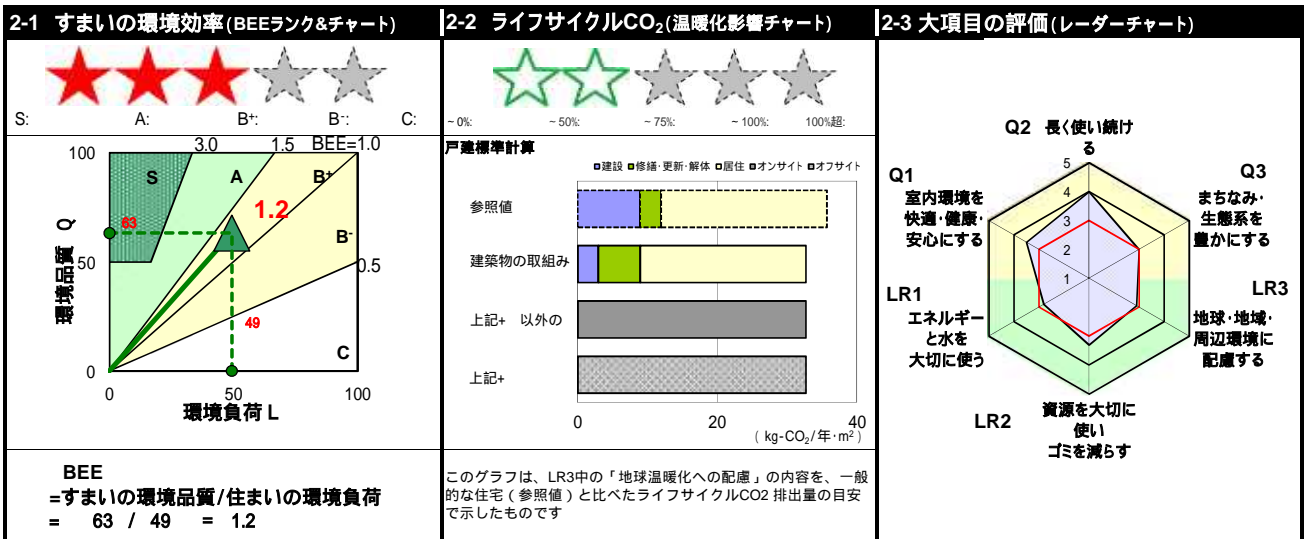 2-1 すまいの環境効率(BEEランク&チャート)
S: A: B+: B-: C:
3.0 1.5 BEE=1.0
100
S A B+
1.2
63
B-
50
0.5
49
C
0
0 50 100
環境品質 Q
環境負荷 L
BEE
=すまいの環境品質/住まいの環境負荷
= 63 / 49 = 1.2
2-2 ライフサイクルCO2(温暖化影響チャート)
~0%: ~50%: ~75%: ~100%: 100%超:
戸建標準計算
建設 修繕・更新・解体 居住 オンサイト オフサイト
参照値
建築物の取組み
上記+ 以外の
上記+
0 20 40
( kg-CO2/年・m2 )
このグラフは、LR3中の「地球温暖化への配慮」の内容を、一般
的な住宅(参照値)と比べたライフサイクルCO2 排出量の目安
で示したものです
2-3 大項目の評価(レーダーチャート)
Q2 長く使い続け
る
5
4
3
2
1
Q1
室内環境を
快適・健康・
安心にする
Q3
まちなみ・
生態系を
豊かにする
LR1
エネルギー
と水を
大切に使う
LR3
地球・地域・
周辺環境に
配慮する
LR2
資源を大切に
使い
ゴミを減らす